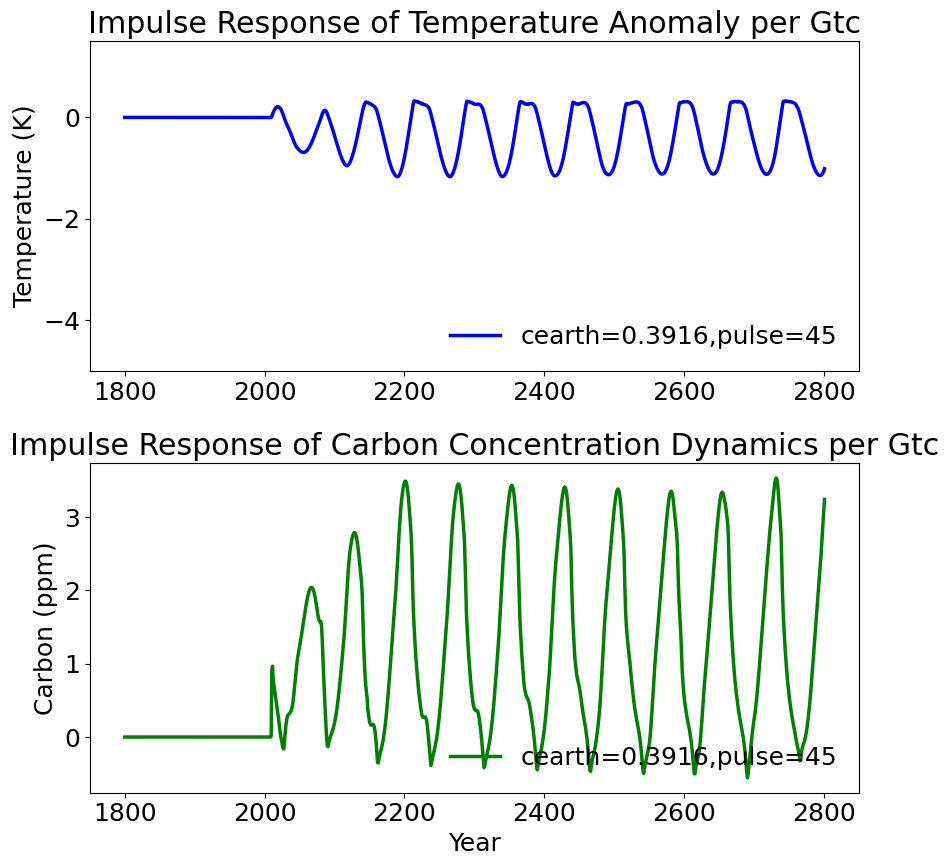 Impulse Response of Temperature Anomaly per Gtc
Temperature (K)
0
−2
−4
cearth=0.3916,pulse=45
1800 2000 2200 2400 2600 2800
Impulse Response of Carbon Concentration Dynamics per Gtc
Carbon (ppm)
3
2
1
0
cearth=0.3916,pulse=45
1800 2000 2200 2400 2600 2800
Year